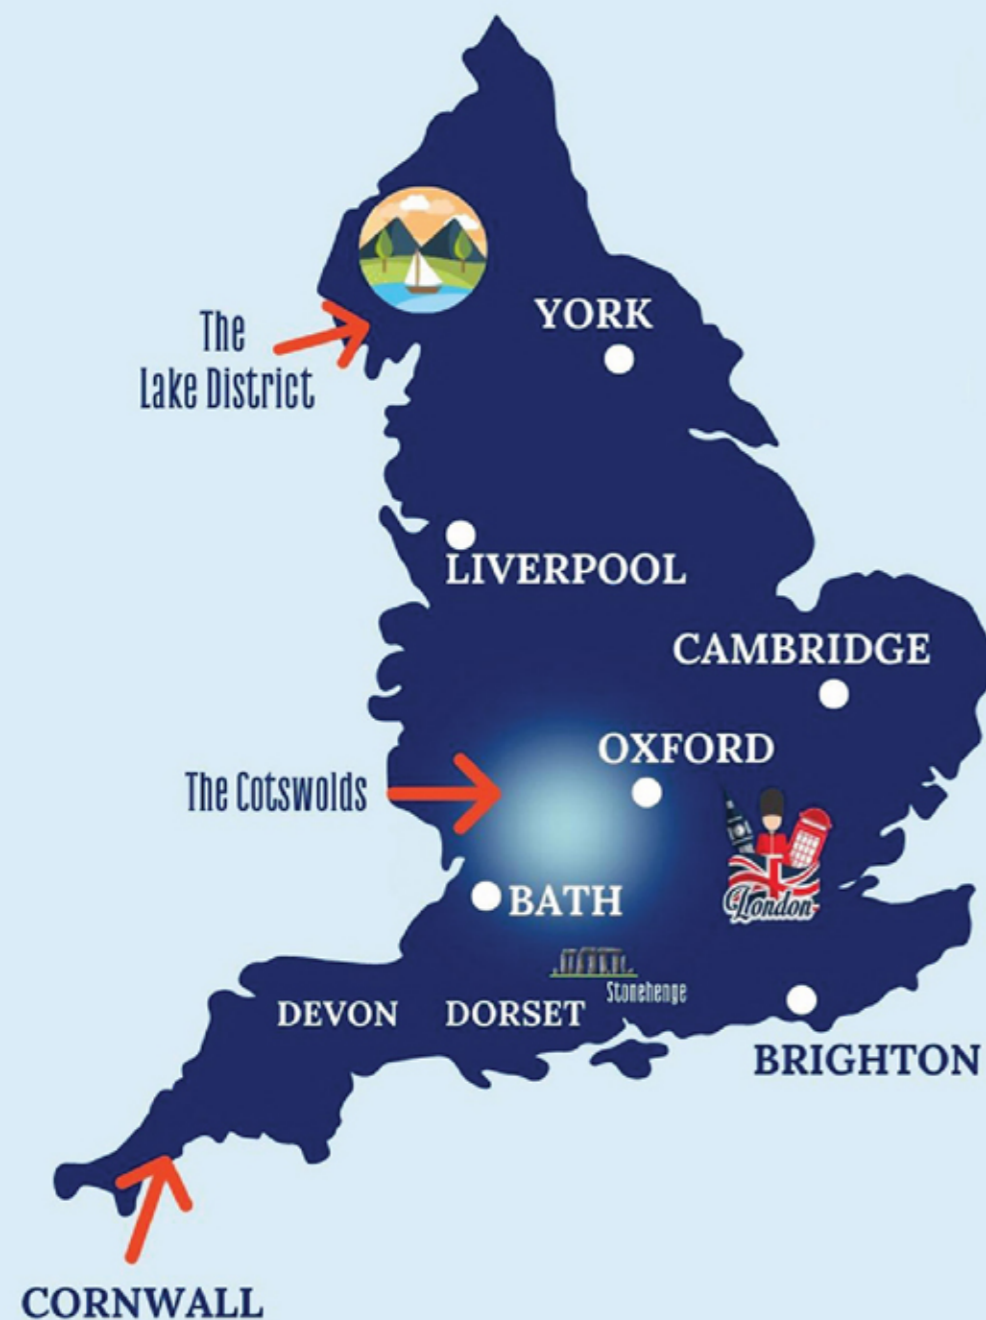 YORK
The
Lake District
LIVERPOOL
CAMBRIDGE
OXFORD
The Cotswolds
BATH
London
Stonehenge
DEVON
DORSET
BRIGHTON
CORNWALL